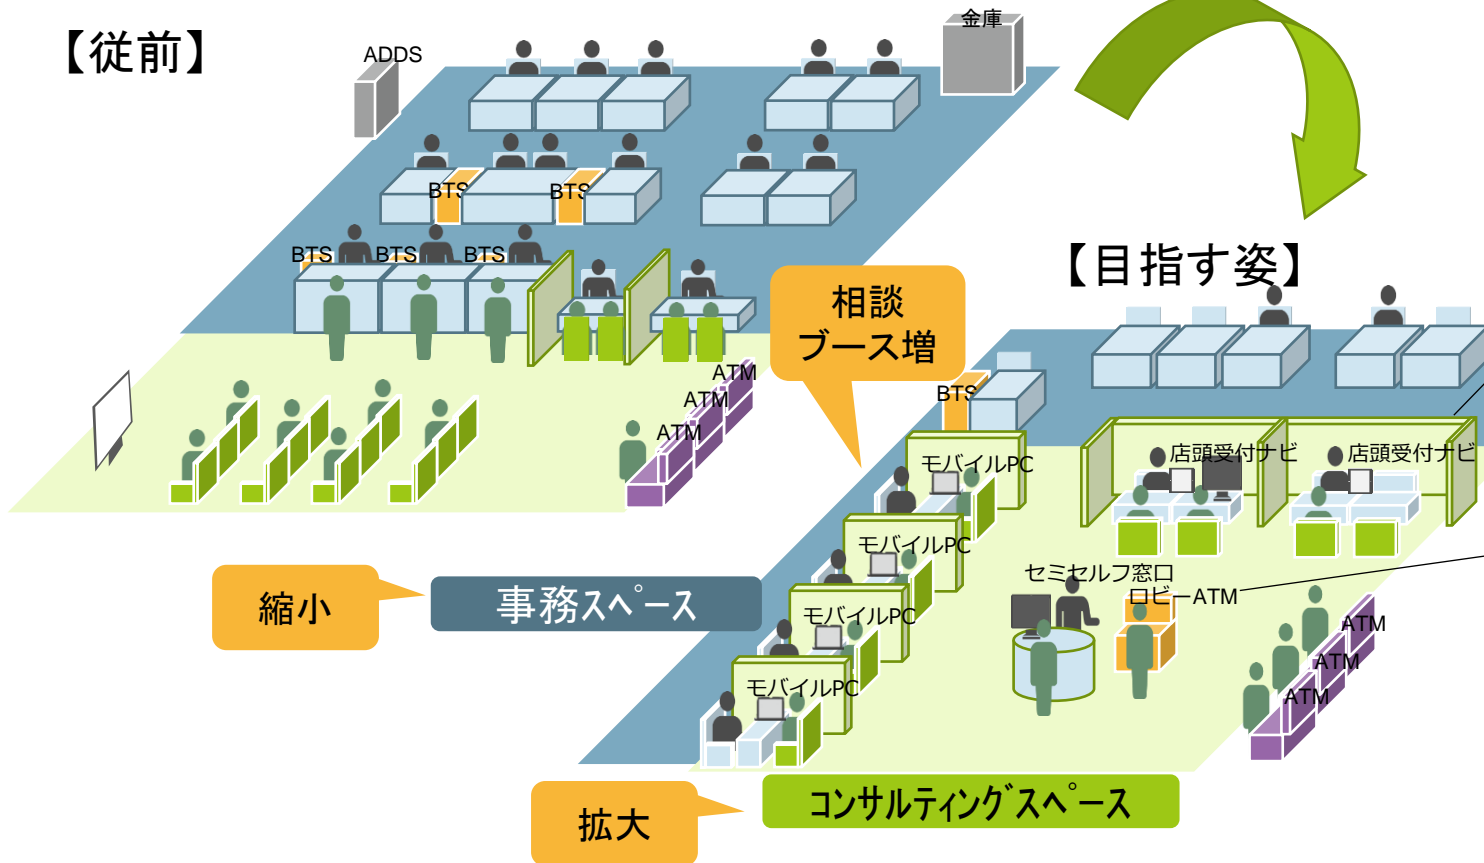 【従前】
ADDS
金庫
BTS
BTS
BTS
BTS
BTS
ATM
ATM
ATM
【目指す姿】
相談
ブース増
BTS
モバイルPC
モバイルPC
モバイルPC
モバイルPC
店頭受付ナビ
店頭受付ナビ
セミセルフ窓口
ロビーATM
ATM
ATM
ATM
縮小
事務スペース
拡大
コンサルティングスペース